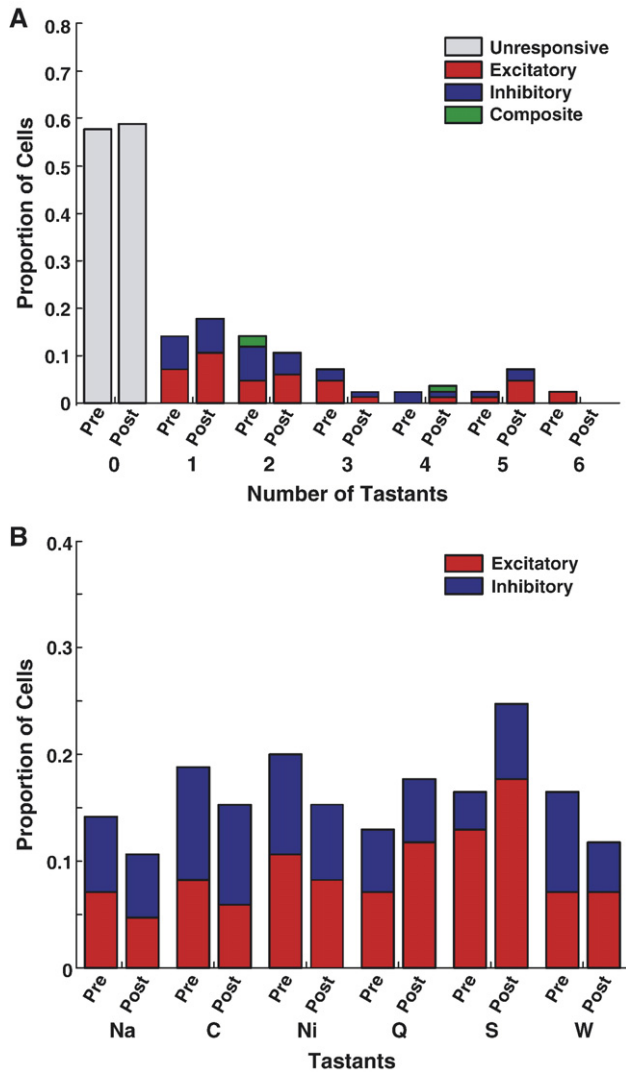 A
0.8
0.7
0.6
0.5
0.4
0.3
0.2
0.1
0
Proportion of Cells
Unresponsive
Excitatory
Inhibitory
Composite
Pre Post Pre Post Pre Post Pre Post Pre Post Pre Post Pre Post
0 1 2 3 4 5 6
Number of Tastants
B
0.4
0.3
0.2
0.1
0
Proportion of Cells
Excitatory
Inhibitory
Pre Post Pre Post Pre Post Pre Post Pre Post Pre Post
Na C Ni Q S W
Tastants